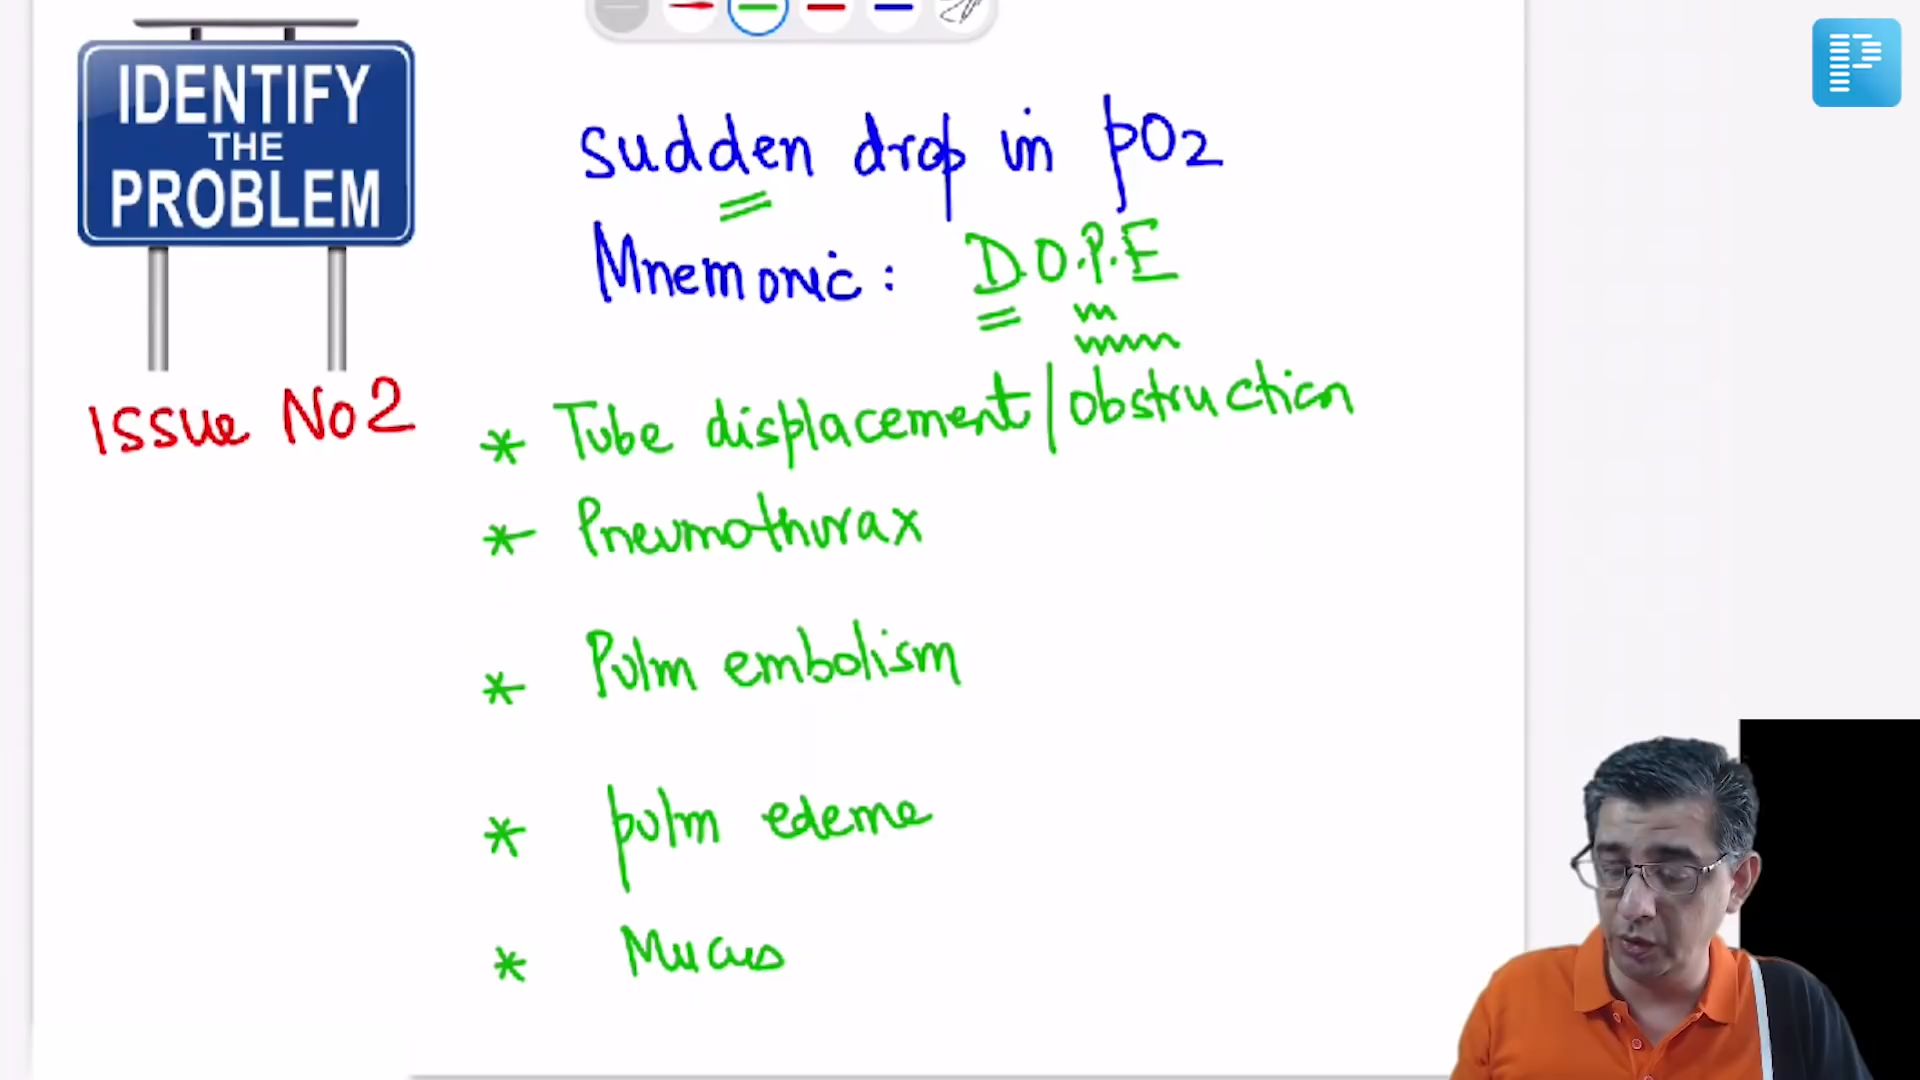 IDENTIFY
THE
PROBLEM
Issue No 2
sudden drop in pO2
Mnemonic: D.O.P.E
* Tube displacement/obstruction
* Pneumothorax
* Pulm embolism
* pulm edema
* Mucus